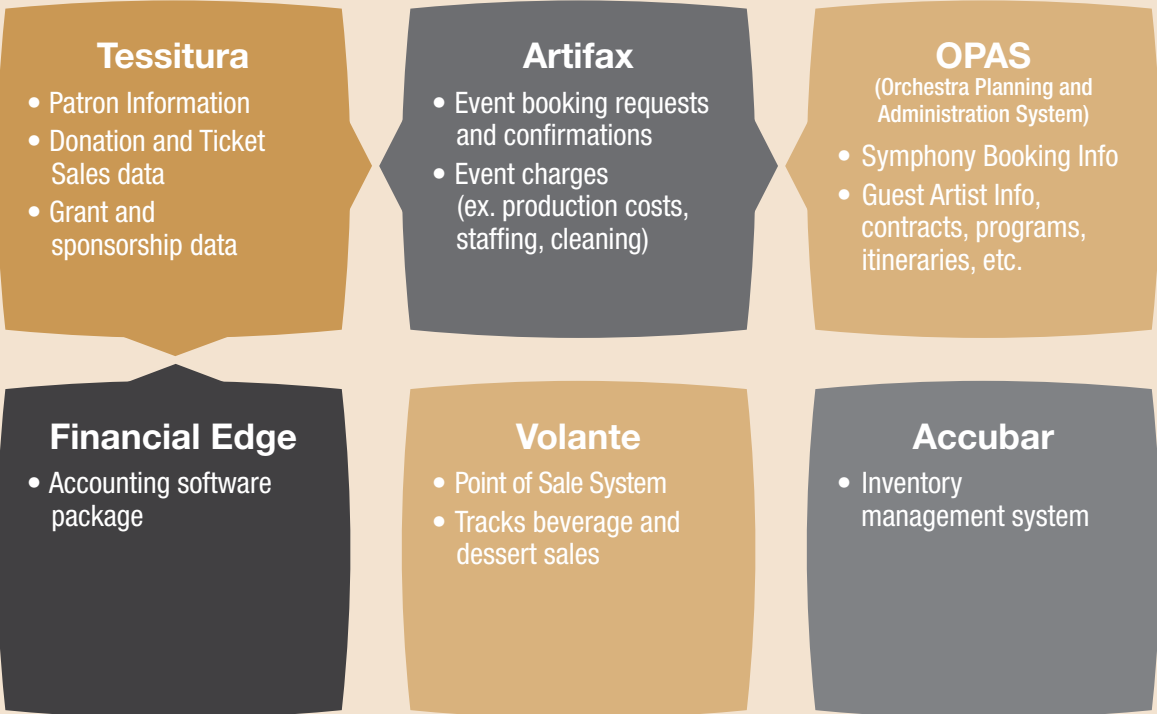 Tessitura
• Patron Information
• Donation and Ticket
Sales data
• Grant and
sponsorship data
Artifax
• Event booking requests
and confirmations
• Event charges
(ex. production costs,
staffing, cleaning)
OPAS
(Orchestra Planning and
Administration System)
• Symphony Booking Info
• Guest Artist Info,
contracts, programs,
itineraries, etc.
Financial Edge
• Accounting software
package
Volante
• Point of Sale System
• Tracks beverage and
dessert sales
Accubar
• Inventory
management system